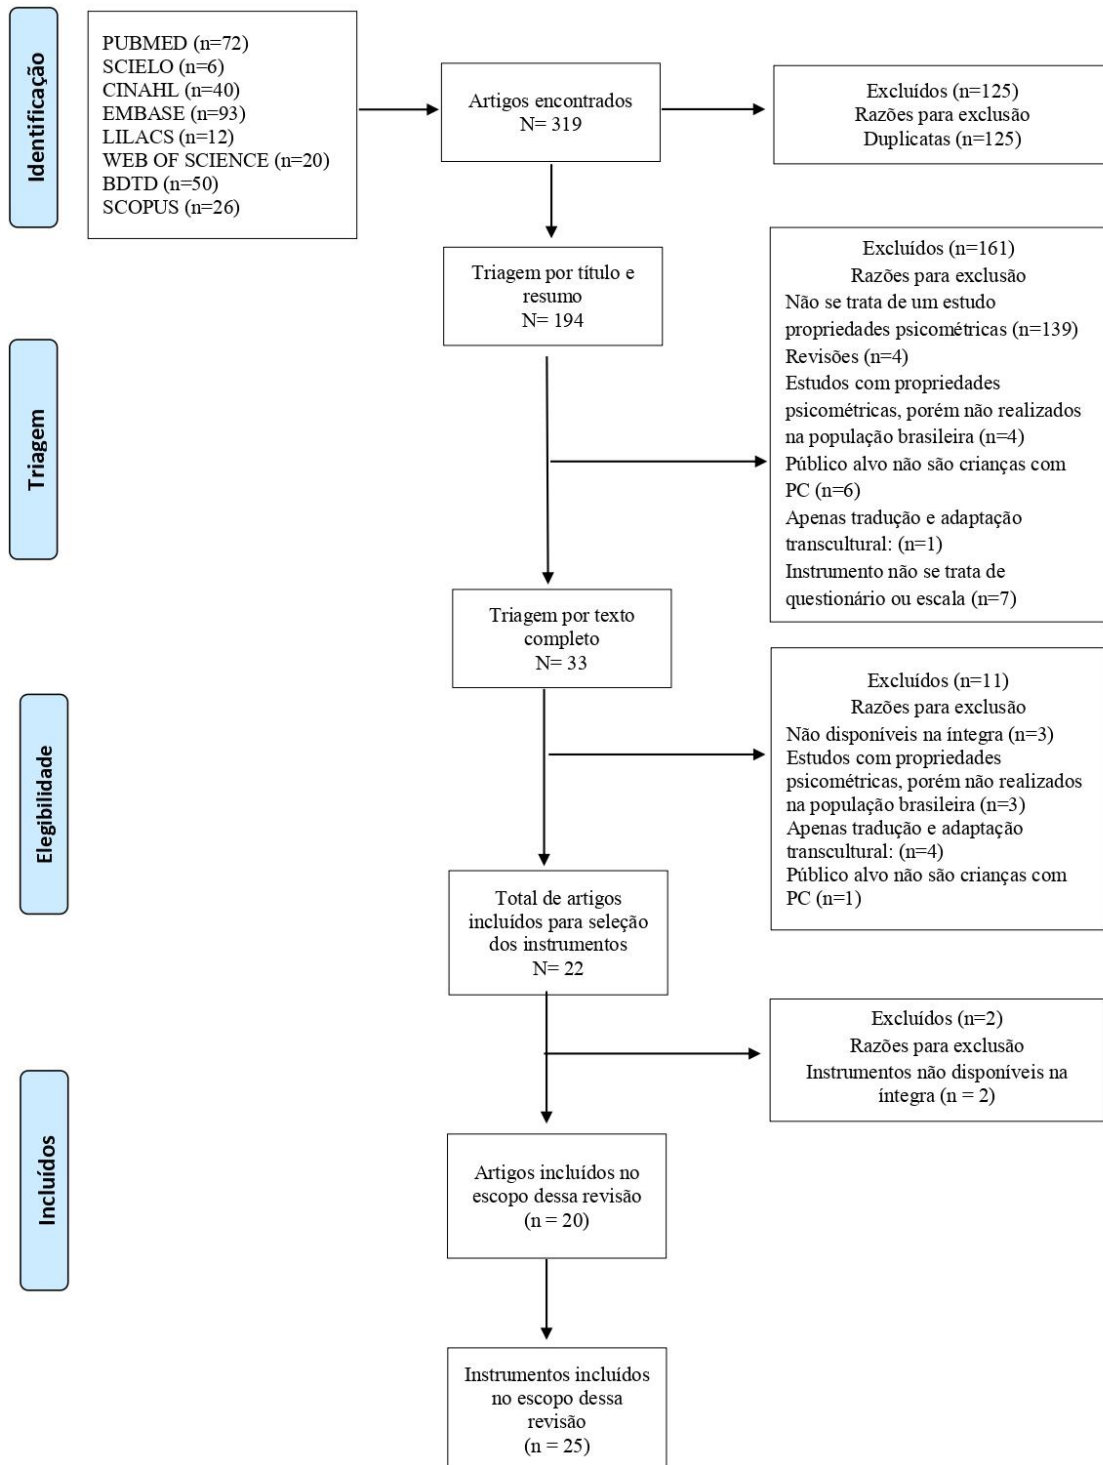 Identificação
PUBMED (n=72)
SCIELO (n=6)
CINAHL (n=40)
EMBASE (n=93)
LILACS (n=12)
WEB OF SCIENCE (n=20)
BDTD (n=50)
SCOPUS (n=26)
Artigos encontrados
N= 319
Excluídos (n=125)
Razões para exclusão
Duplicatas (n=125)
Triagem por título e
resumo
N= 194
Excluídos (n=161)
Razões para exclusão
Não se trata de um estudo
propriedades psicométricas (n=139)
Revisões (n=4)
Estudos com propriedades
psicométricas, porém não realizados
na população brasileira (n=4)
Público alvo não são crianças com
PC (n=6)
Apenas tradução e adaptação
transcultural: (n=1)
Instrumento não se trata de
questionário ou escala (n=7)
Triagem
Triagem por texto
completo
N= 33
Excluídos (n=11)
Razões para exclusão
Não disponíveis na íntegra (n=3)
Estudos com propriedades
psicométricas, porém não realizados
na população brasileira (n=3)
Apenas tradução e adaptação
transcultural: (n=4)
Público alvo não são crianças com
PC (n=1)
Elegibilidade
Total de artigos
incluídos para seleção
dos instrumentos
N= 22
Excluídos (n=2)
Razões para exclusão
Instrumentos não disponíveis na
íntegra (n = 2)
Incluídos
Artigos incluídos no
escopo dessa revisão
(n = 20)
Instrumentos incluídos
no escopo dessa
revisão
(n = 25)